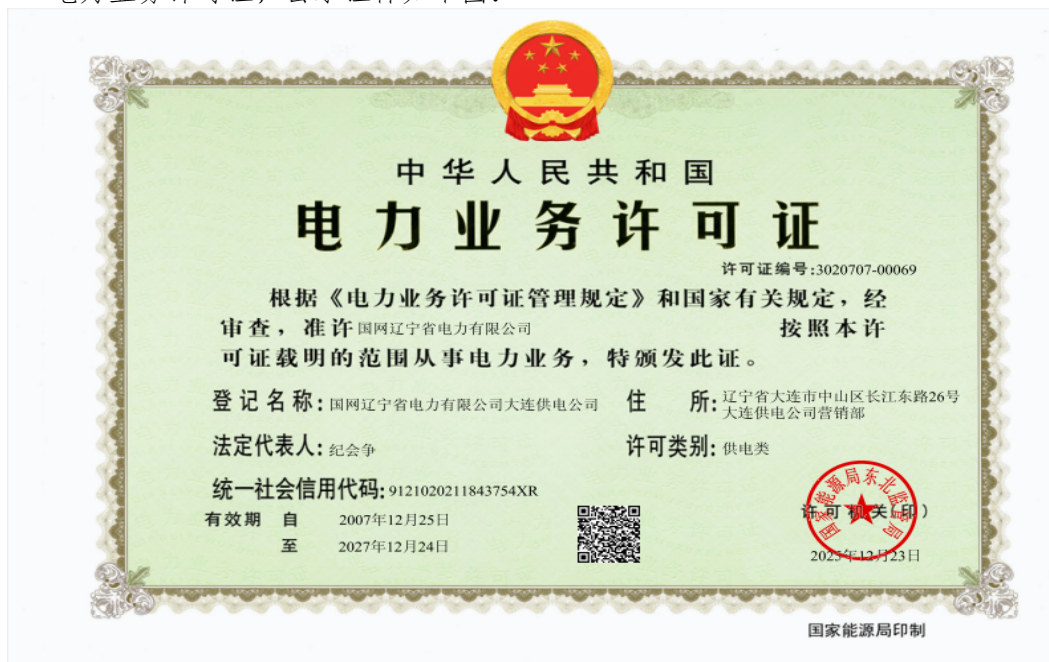 中华人民共和国
电力业务许可证
许可证编号:3020707-00069
根据《电力业务许可证管理规定》和国家有关规定，经
审查，准许国网辽宁省电力有限公司 按照本许
可证载明的范围从事电力业务，特颁发此证。
登记名称:国网辽宁省电力有限公司大连供电公司
住 所:辽宁省大连市中山区长江东路26号
大连供电公司营销部
法定代表人:纪会争
许可类别:供电类
统一社会信用代码:9121020211843754XR
有效期 自 2007年12月25日
至 2027年12月24日
国家能源局东北监管局
许可机关(印)
2025年12月23日
国家能源局印制